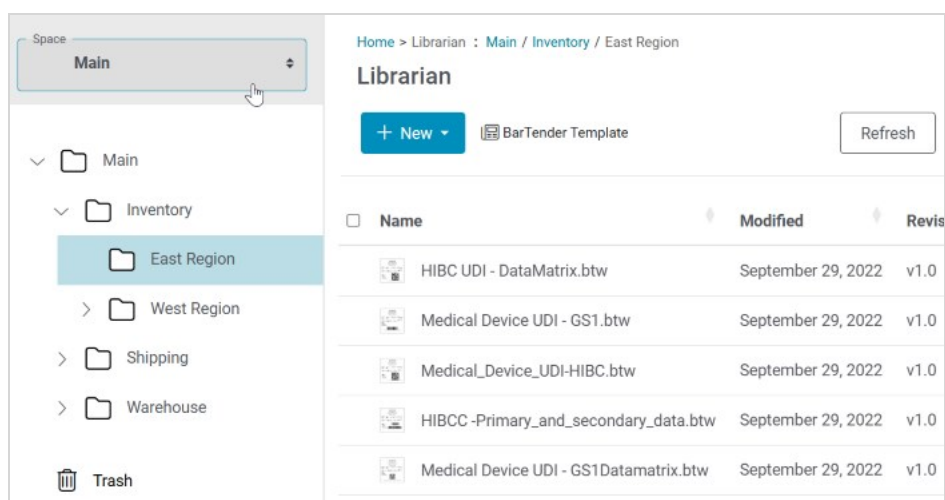 Space
Main
Main
Inventory
East Region
West Region
Shipping
Warehouse
Trash
Home > Librarian : Main / Inventory / East Region
Librarian
+ New
BarTender Template
Refresh
Name Modified Revis
HIBC UDI - DataMatrix.btw September 29, 2022 v1.0
Medical Device UDI - GS1.btw September 29, 2022 v1.0
Medical_Device_UDI-HIBC.btw September 29, 2022 v1.0
HIBCC -Primary_and_secondary_data.btw September 29, 2022 v1.0
Medical Device UDI - GS1Datamatrix.btw September 29, 2022 v1.0